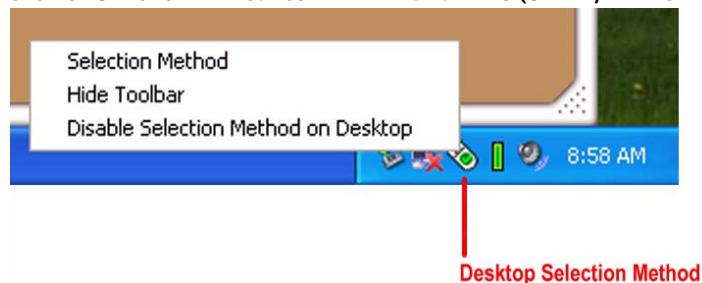 Selection Method
Hide Toolbar
Disable Selection Method on Desktop
8:58 AM
Desktop Selection Method